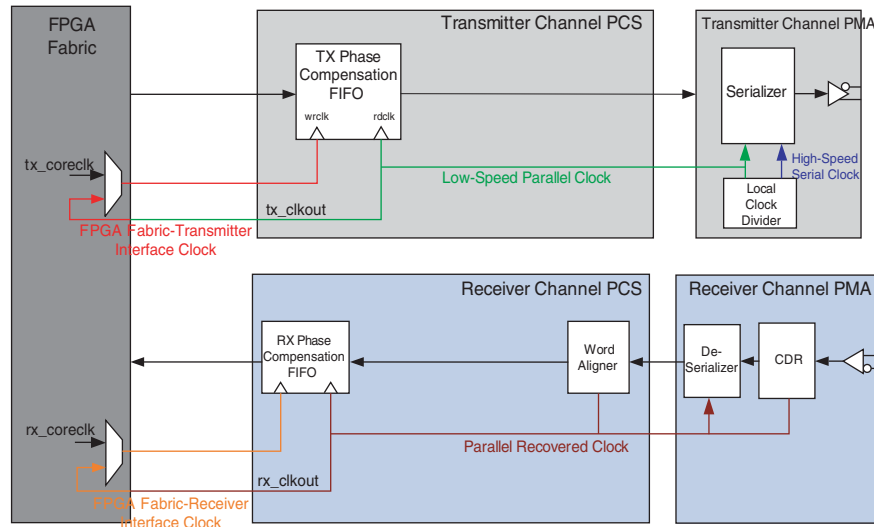 FPGA
Fabric
Transmitter Channel PCS
Transmitter Channel PMA
TX Phase
Compensation
FIFO
wrclk
rdclk
Serializer
tx_coreclk
Low-Speed Parallel Clock
High-Speed
Serial Clock
Local
Clock
Divider
tx_clkout
FPGA Fabric-Transmitter
Interface Clock
Receiver Channel PCS
Receiver Channel PMA
RX Phase
Compensation
FIFO
Word
Aligner
De-
Serializer
CDR
rx_coreclk
Parallel Recovered Clock
rx_clkout
FPGA Fabric-Receiver
Interface Clock